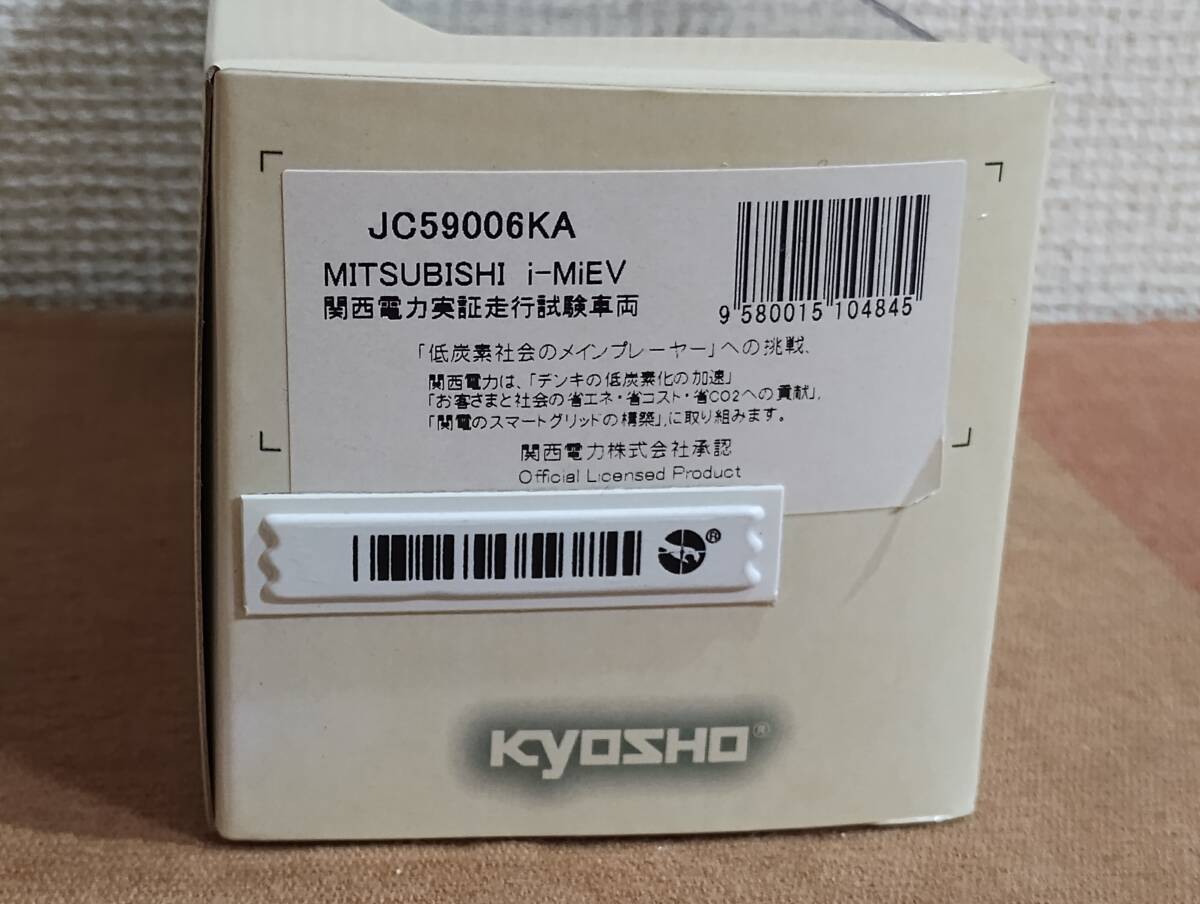 JC59006KA
MITSUBISHI i-MiEV
関西電力実証走行試験車両
9 580015 104845
「低炭素社会のメインプレーヤー」への挑戦、
関西電力は、「デンキの低炭素化の加速」
「お客さまと社会の省エネ・省コスト・省CO2への貢献」、
「関電のスマートグリッドの構築」、に取り組みます。
関西電力株式会社承認
Official Licensed Product
®
KYOSHO®